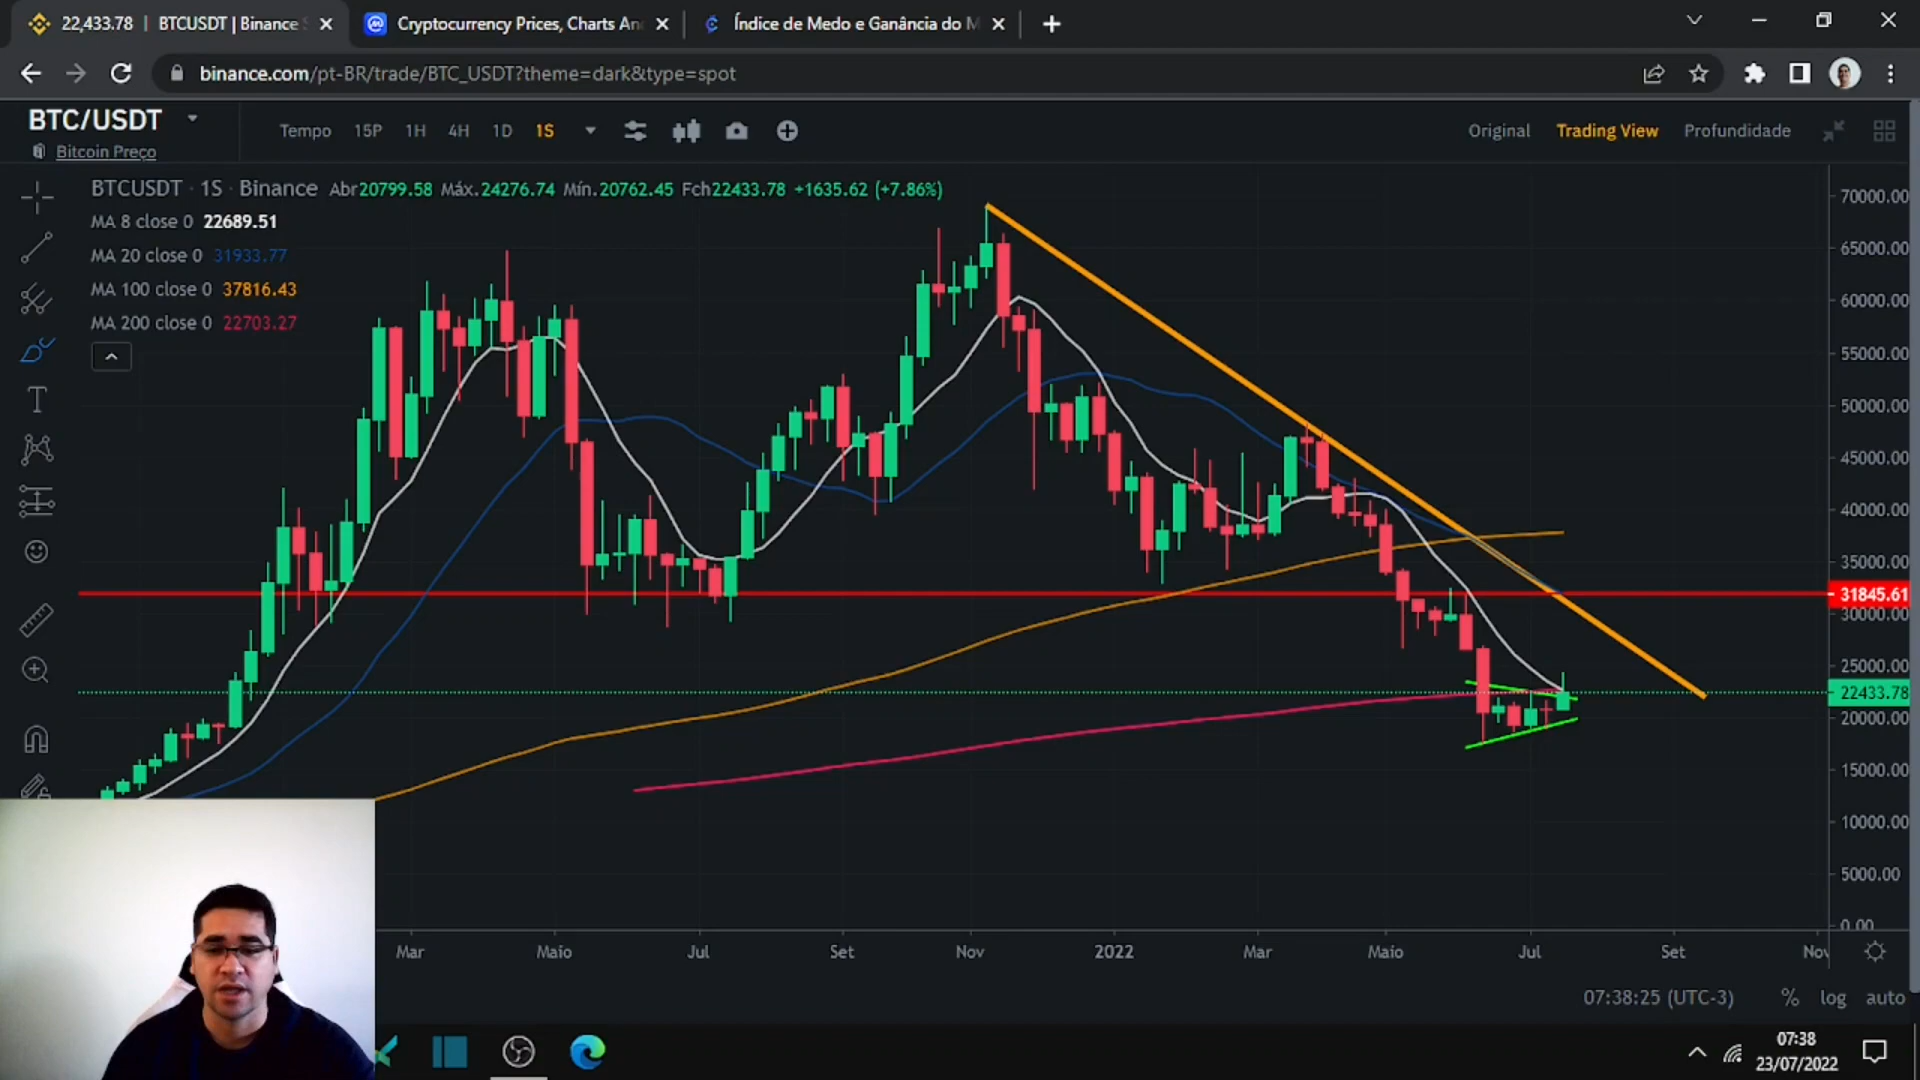 22,433.78 | BTCUSDT | Binance S
Cryptocurrency Prices, Charts An
Índice de Medo e Ganância do M
binance.com/pt-BR/trade/BTC_USDT?theme=dark&type=spot
BTC/USDT
Bitcoin Preço
Tempo 15P 1H 4H 1D 1S
Original Trading View Profundidade
BTCUSDT · 1S · Binance Abr20799.58 Máx.24276.74 Mín.20762.45 Fch22433.78 +1635.62 (+7.86%)
MA 8 close 0 22689.51
MA 20 close 0 31933.77
MA 100 close 0 37816.43
MA 200 close 0 22703.27
70000.00
65000.00
60000.00
55000.00
50000.00
45000.00
40000.00
35000.00
31845.61
30000.00
25000.00
22433.78
20000.00
15000.00
10000.00
5000.00
0.00
Mar Maio Jul Set Nov 2022 Mar Maio Jul Set Nov
07:38:25 (UTC-3) % log auto
07:38
23/07/2022